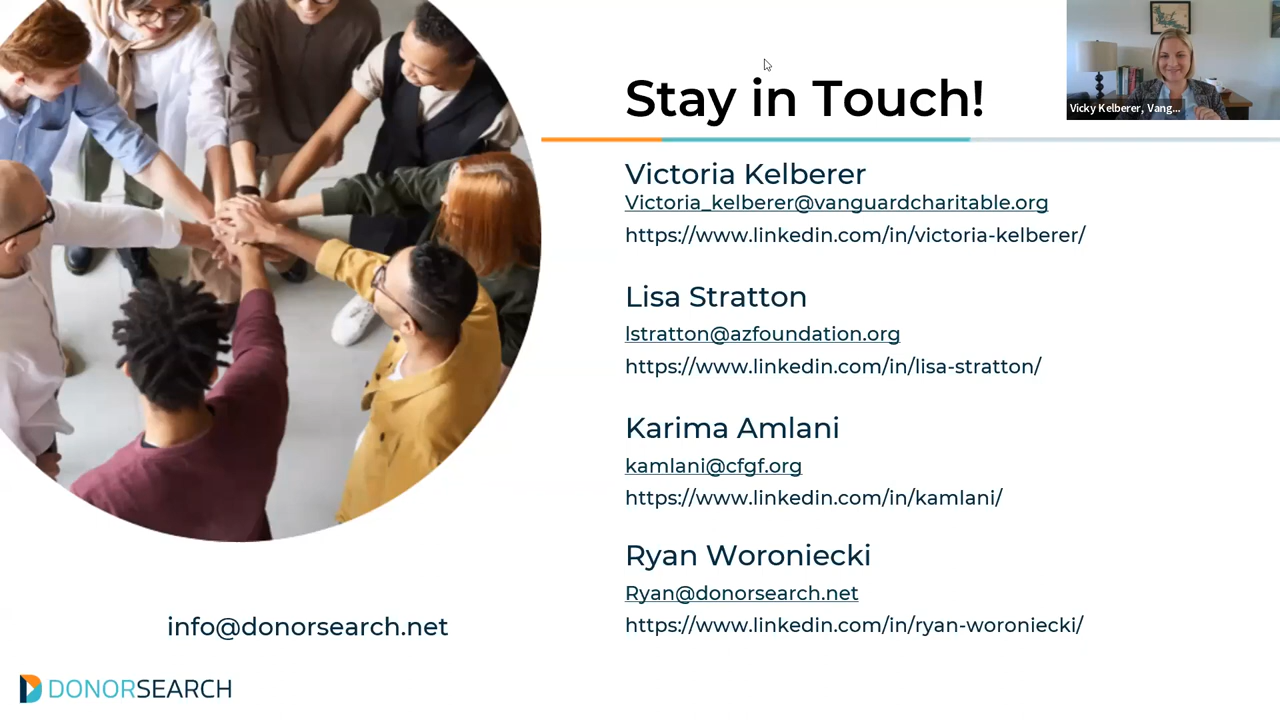 Stay in Touch!
Vicky Kelberer, Vang...
Victoria Kelberer
Victoria_kelberer@vanguardcharitable.org
https://www.linkedin.com/in/victoria-kelberer/
Lisa Stratton
lstratton@azfoundation.org
https://www.linkedin.com/in/lisa-stratton/
Karima Amlani
kamlani@cfgf.org
https://www.linkedin.com/in/kamlani/
Ryan Woroniecki
Ryan@donorsearch.net
https://www.linkedin.com/in/ryan-woroniecki/
info@donorsearch.net
DONORSEARCH